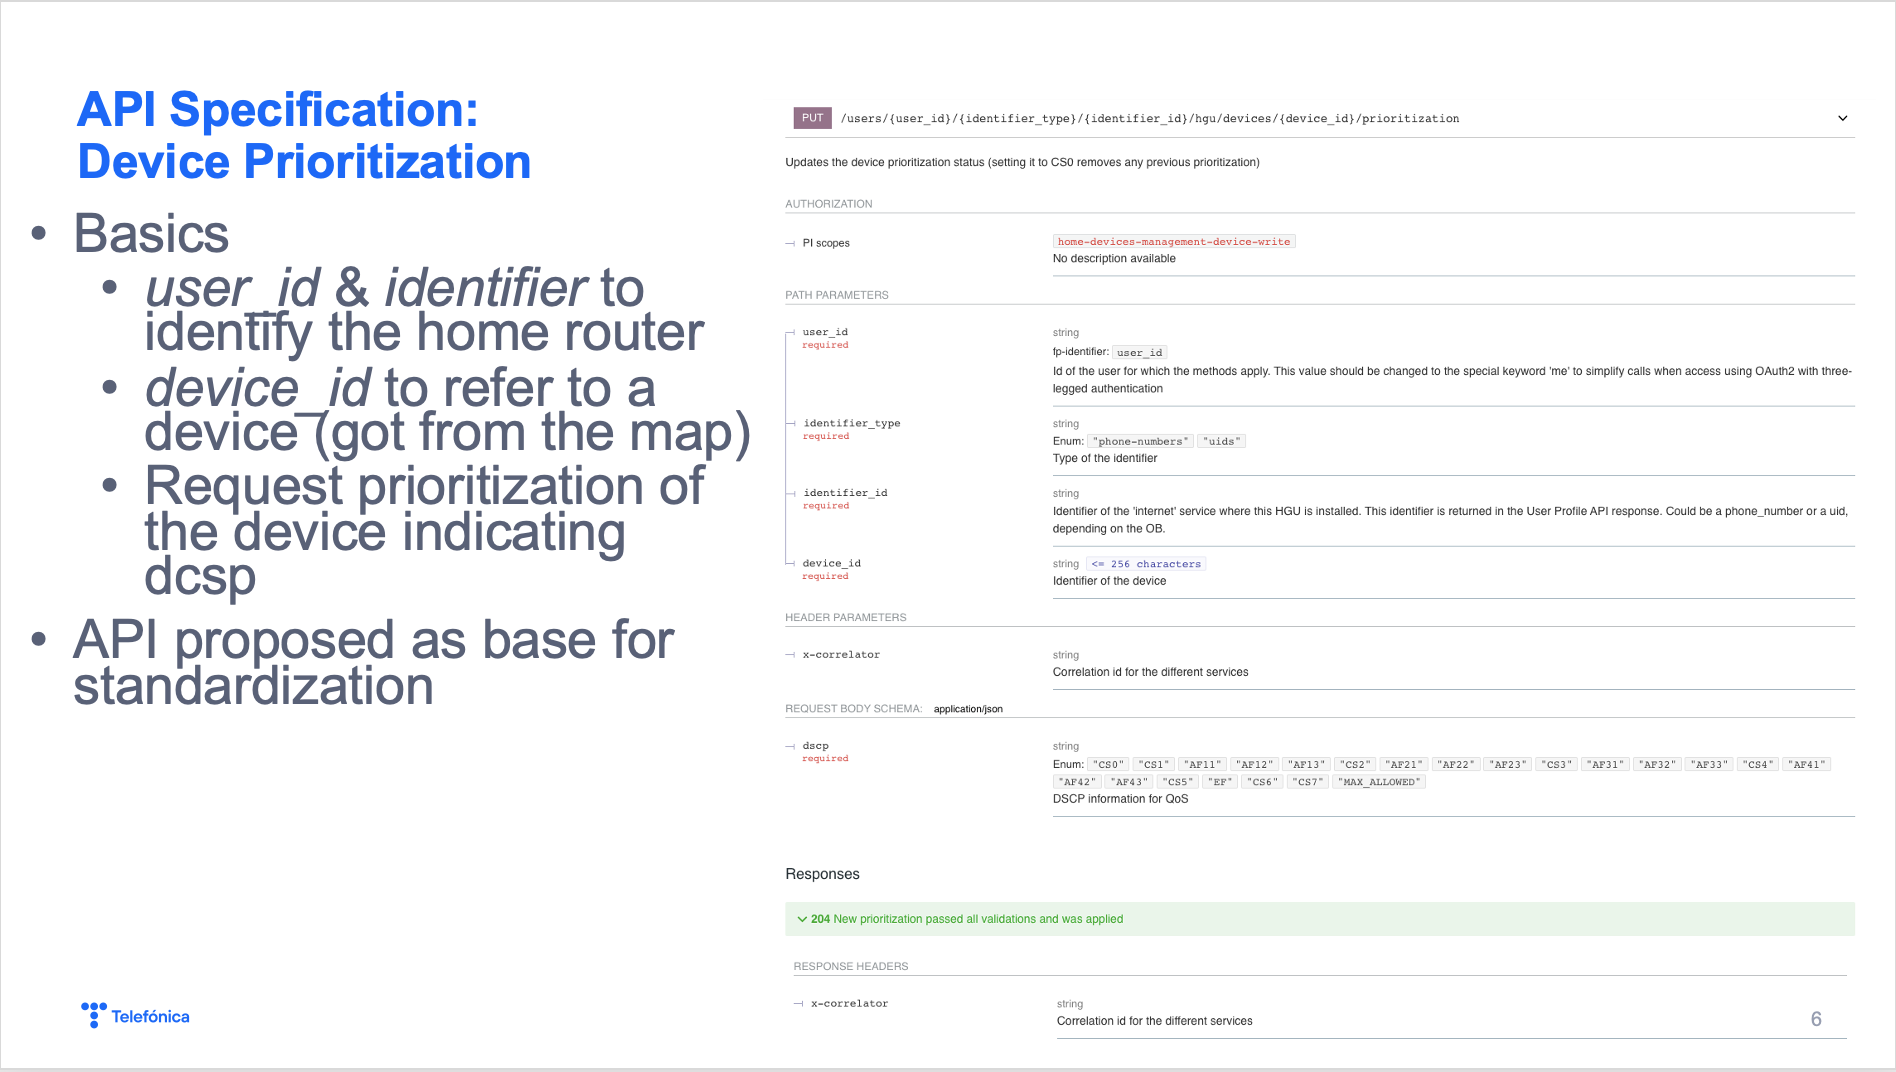 API Specification:
Device Prioritization
• Basics
• user_id & identifier to
identify the home router
• device_id to refer to a
device (got from the map)
• Request prioritization of
the device indicating
dcsp
• API proposed as base for
standardization
PUT /users/{user_id}/{identifier_type}/{identifier_id}/hgu/devices/{device_id}/prioritization
Updates the device prioritization status (setting it to CS0 removes any previous prioritization)
AUTHORIZATION
PI scopes home-devices-management-device-write
No description available
PATH PARAMETERS
user_id string
required
fp-identifier: user_id
Id of the user for which the methods apply. This value should be changed to the special keyword 'me' to simplify calls when access using OAuth2 with three-
legged authentication
identifier_type string
required
Enum: "phone-numbers" "uids"
Type of the identifier
identifier_id string
required
Identifier of the 'internet' service where this HGU is installed. This identifier is returned in the User Profile API response. Could be a phone_number or a uid,
depending on the OB.
device_id string <= 256 characters
required
Identifier of the device
HEADER PARAMETERS
x-correlator string
Correlation id for the different services
REQUEST BODY SCHEMA: application/json
dscp string
required
Enum: "CS0" "CS1" "AF11" "AF12" "AF13" "CS2" "AF21" "AF22" "AF23" "CS3" "AF31" "AF32" "AF33" "CS4" "AF41"
"AF42" "AF43" "CS5" "EF" "CS6" "CS7" "MAX_ALLOWED"
DSCP information for QoS
Responses
204 New prioritization passed all validations and was applied
RESPONSE HEADERS
x-correlator string
Correlation id for the different services
Telefónica
6